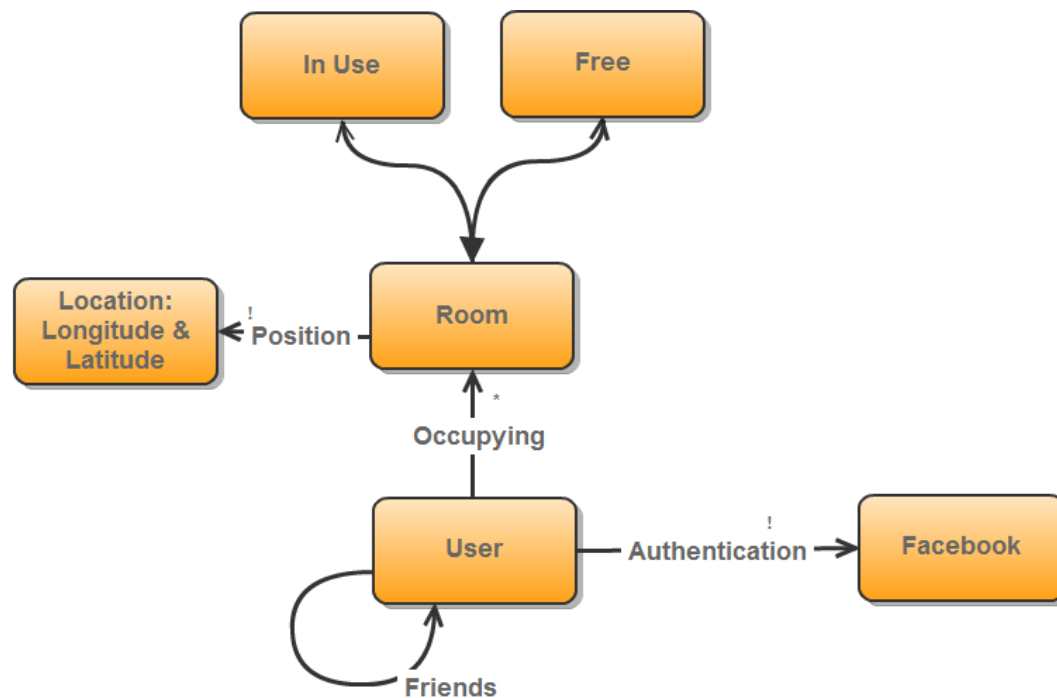 In Use
Free
Location:
Longitude &
Latitude
!
Position
Room
*
Occupying
User
!
Authentication
Facebook
Friends